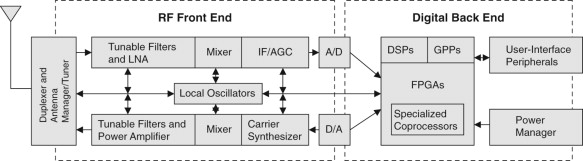 RF Front End
Digital Back End
Duplexer and
Antenna
Manager/Tuner
Tunable Filters
and LNA
Mixer
IF/AGC
A/D
Local Oscillators
Tunable Filters and
Power Amplifier
Mixer
Carrier
Synthesizer
D/A
DSPs
GPPs
FPGAs
Specialized
Coprocessors
User-Interface
Peripherals
Power
Manager